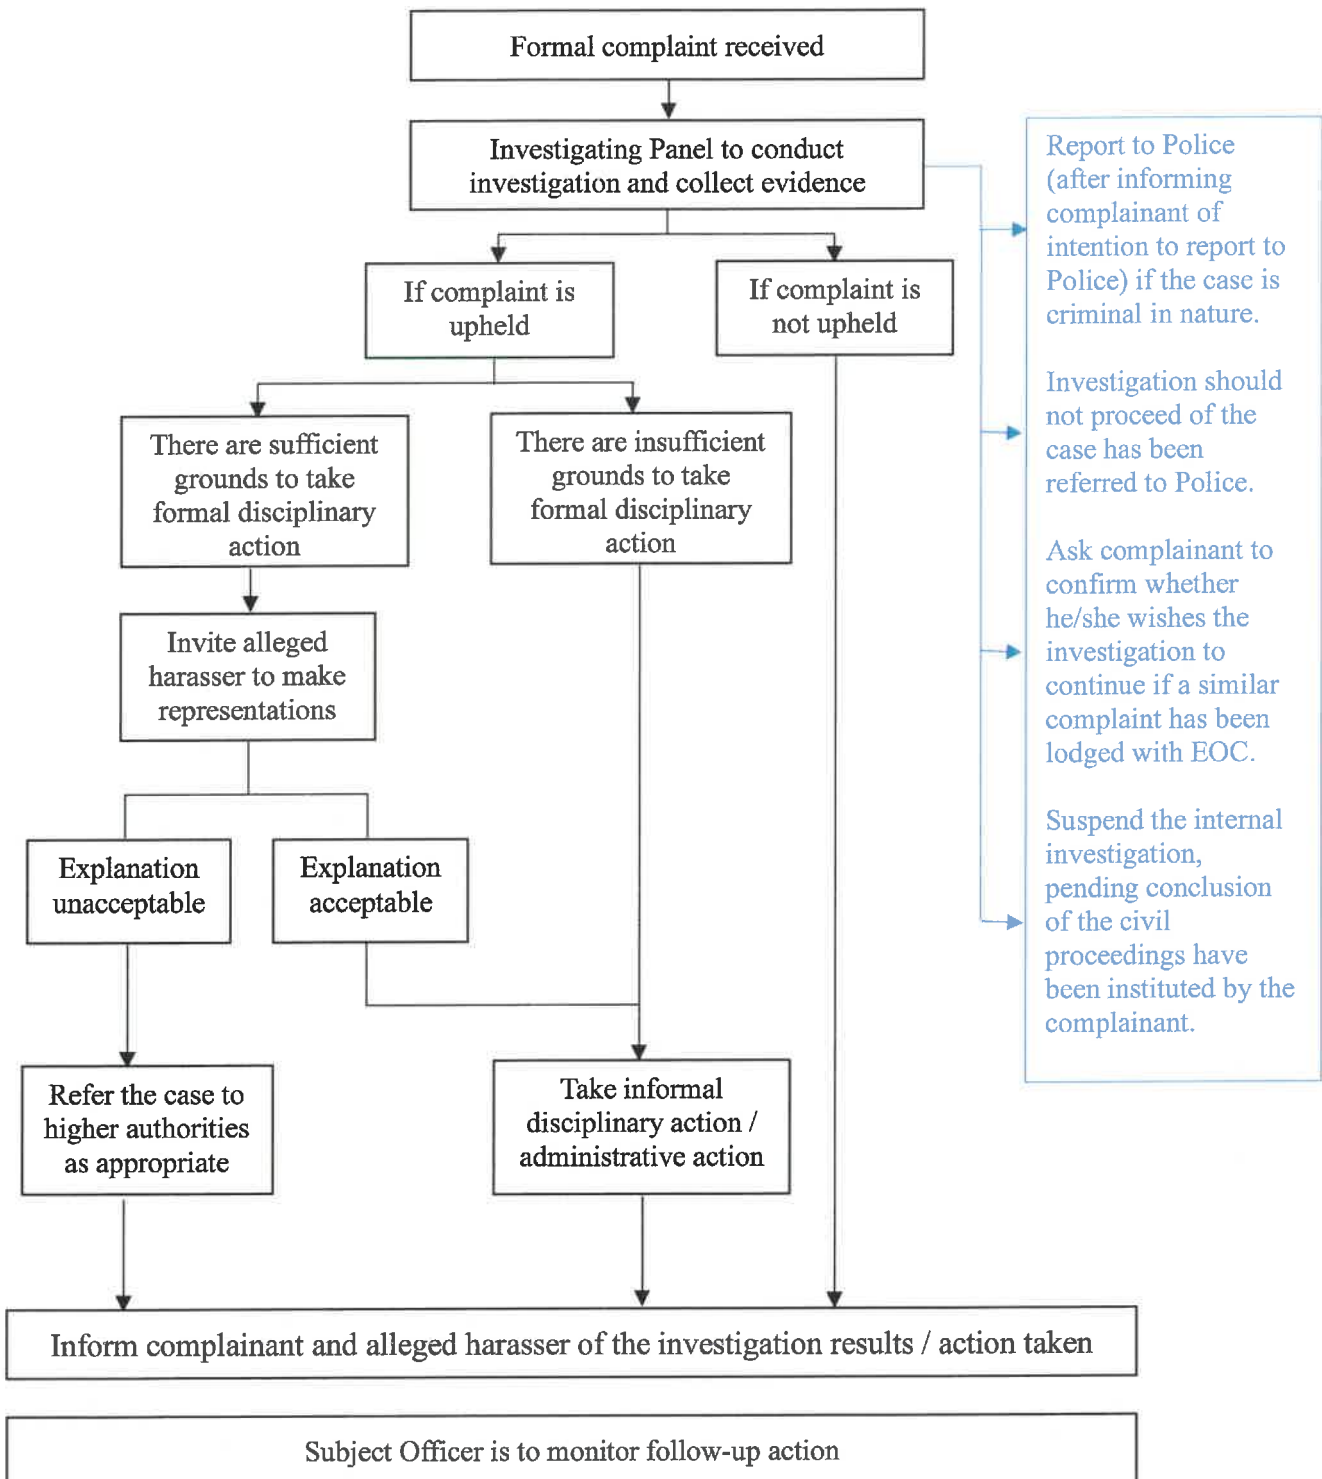 Formal complaint received
Investigating Panel to conduct
investigation and collect evidence
If complaint is
upheld
If complaint is
not upheld
There are sufficient
grounds to take
formal disciplinary
action
There are insufficient
grounds to take
formal disciplinary
action
Invite alleged
harasser to make
representations
Explanation
unacceptable
Explanation
acceptable
Refer the case to
higher authorities
as appropriate
Take informal
disciplinary action /
administrative action
Inform complainant and alleged harasser of the investigation results / action taken
Subject Officer is to monitor follow-up action
Report to Police
(after informing
complainant of
intention to report to
Police) if the case is
criminal in nature.
Investigation should
not proceed of the
case has been
referred to Police.
Ask complainant to
confirm whether
he/she wishes the
investigation to
continue if a similar
complaint has been
lodged with EOC.
Suspend the internal
investigation,
pending conclusion
of the civil
proceedings have
been instituted by the
complainant.